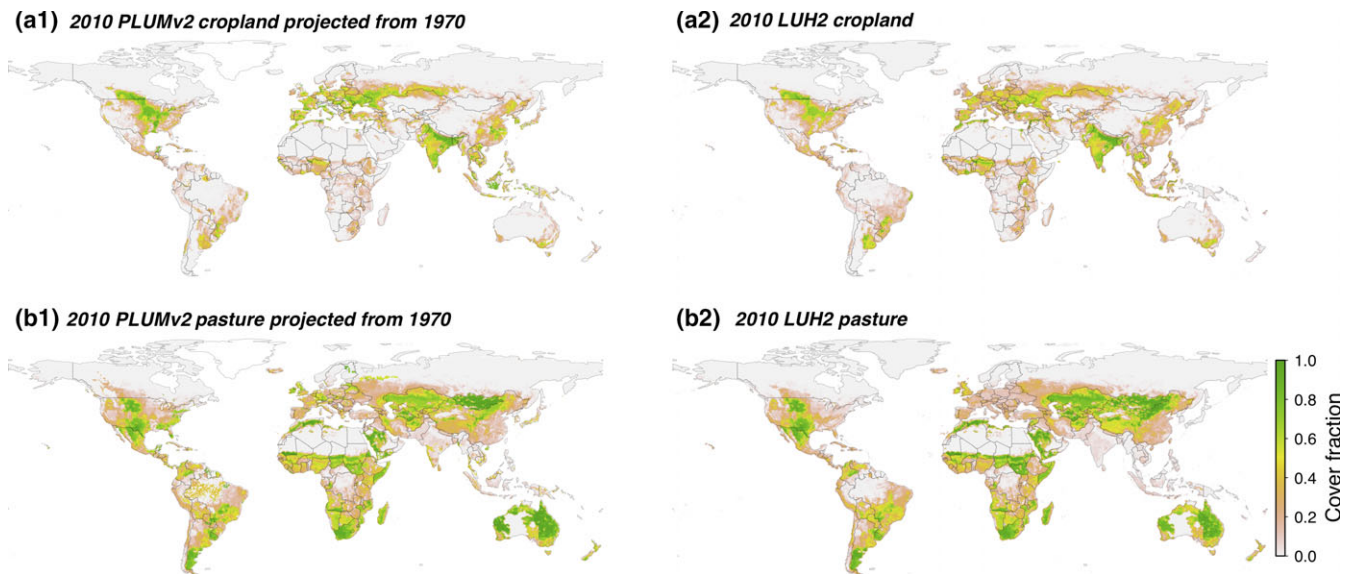 (a1) 2010 PLUMv2 cropland projected from 1970
(a2) 2010 LUH2 cropland
(b1) 2010 PLUMv2 pasture projected from 1970
(b2) 2010 LUH2 pasture
1.0
0.8
0.6
0.4
0.2
0.0
Cover fraction